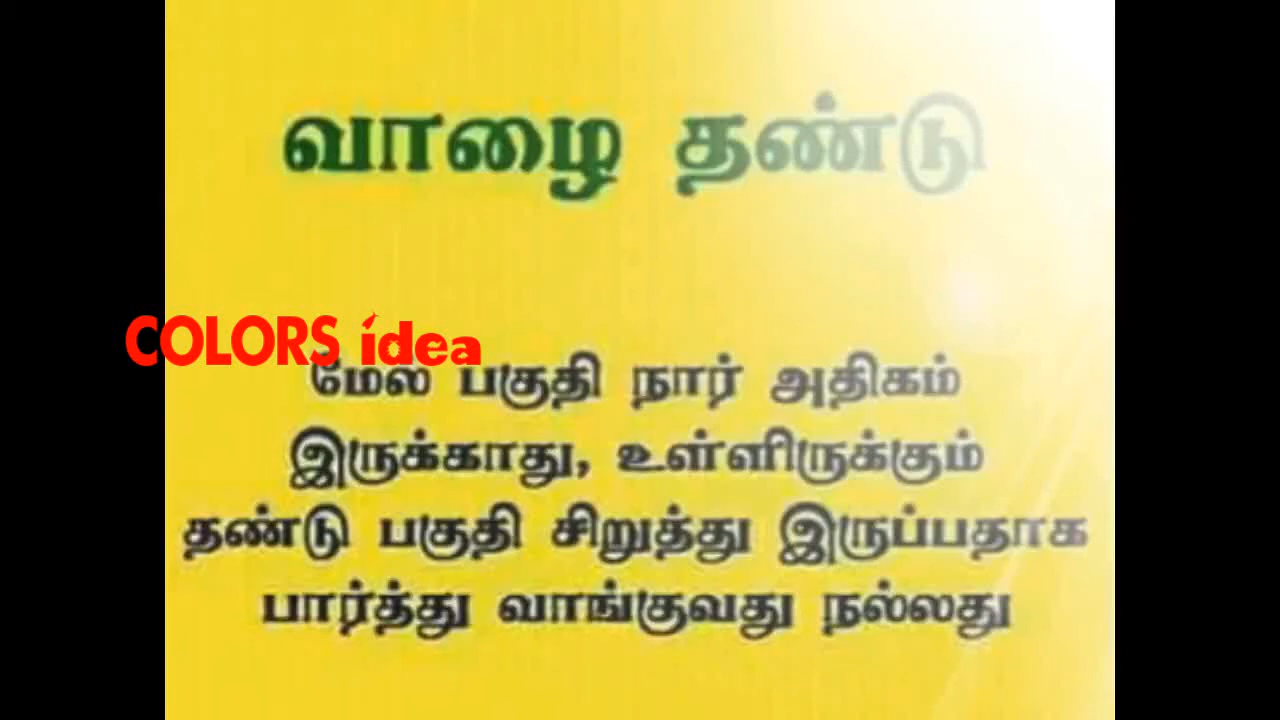 வாழை தண்டு
COLORS idea
மேல் பகுதி நார் அதிகம்
இருக்காது, உள்ளிருக்கும்
தண்டு பகுதி சிறுத்து இருப்பதாக
பார்த்து வாங்குவது நல்லது